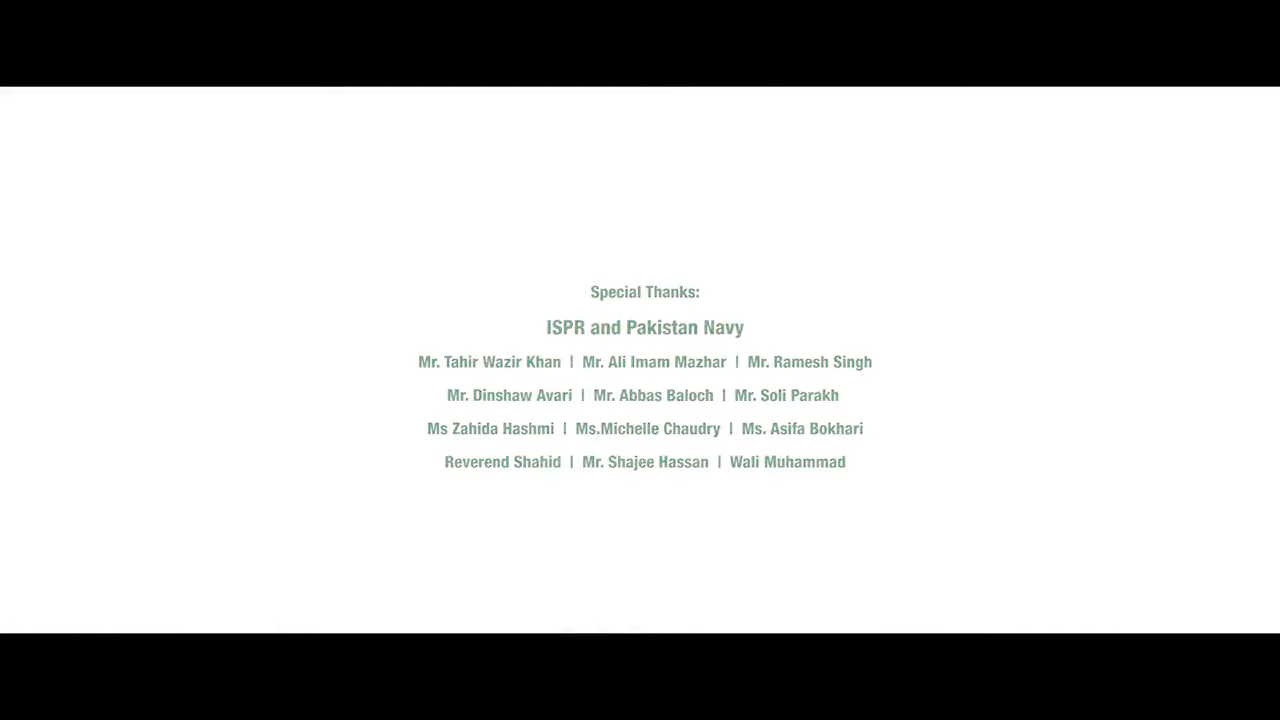 Special Thanks:
ISPR and Pakistan Navy
Mr. Tahir Wazir Khan | Mr. Ali Imam Mazhar | Mr. Ramesh Singh
Mr. Dinshaw Avari | Mr. Abbas Baloch | Mr. Soli Parakh
Ms Zahida Hashmi | Ms.Michelle Chaudry | Ms. Asifa Bokhari
Reverend Shahid | Mr. Shajee Hassan | Wali Muhammad